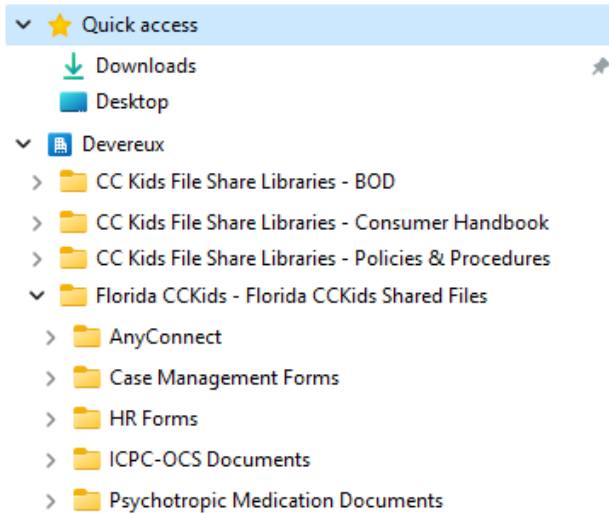 Quick access
Downloads
Desktop
Devereux
CC Kids File Share Libraries - BOD
CC Kids File Share Libraries - Consumer Handbook
CC Kids File Share Libraries - Policies & Procedures
Florida CCKids - Florida CCKids Shared Files
AnyConnect
Case Management Forms
HR Forms
ICPC-OCS Documents
Psychotropic Medication Documents